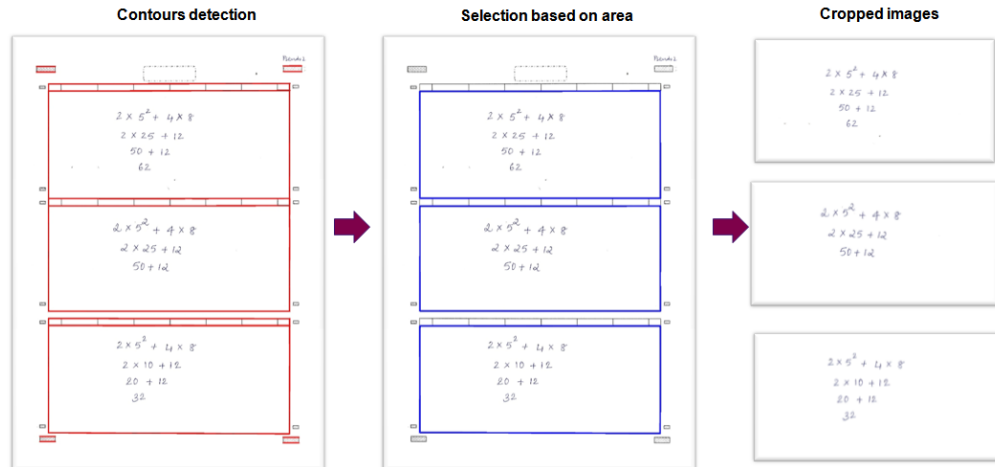 Contours detection
Selection based on area
Cropped images
2 × 5² + 4 × 8
2 × 25 + 12
50 + 12
62
2 × 5² + 4 × 8
2 × 25 + 12
50 + 12
2 × 5² + 4 × 8
2 × 10 + 12
20 + 12
32
2 × 5² + 4 × 8
2 × 25 + 12
50 + 12
62
2 × 5² + 4 × 8
2 × 25 + 12
50 + 12
2 × 5² + 4 × 8
2 × 10 + 12
20 + 12
32
2 × 5² + 4 × 8
2 × 25 + 12
50 + 12
62
2 × 5² + 4 × 8
2 × 25 + 12
50 + 12
2 × 5² + 4 × 8
2 × 10 + 12
20 + 12
32